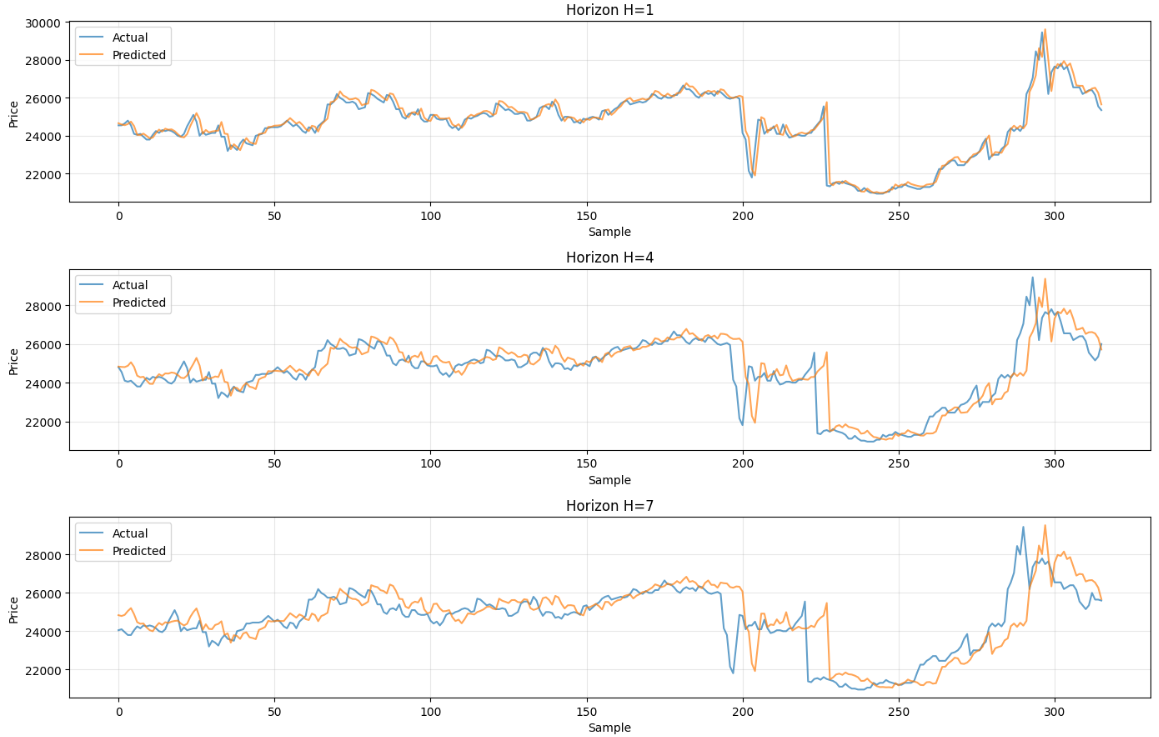 Horizon H=1
30000
28000
26000
24000
22000
Price
Actual
Predicted
0 50 100 150 200 250 300
Sample
Horizon H=4
28000
26000
24000
22000
Price
Actual
Predicted
0 50 100 150 200 250 300
Sample
Horizon H=7
28000
26000
24000
22000
Price
Actual
Predicted
0 50 100 150 200 250 300
Sample